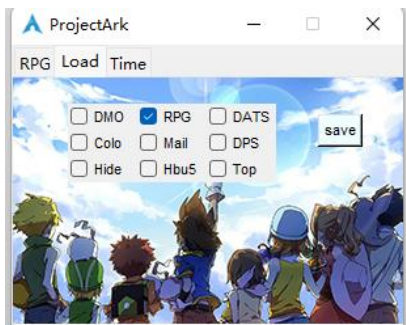 ProjectArk
RPG Load Time
DMO RPG DATS
save
Colo Mail DPS
Hide Hbu5 Top